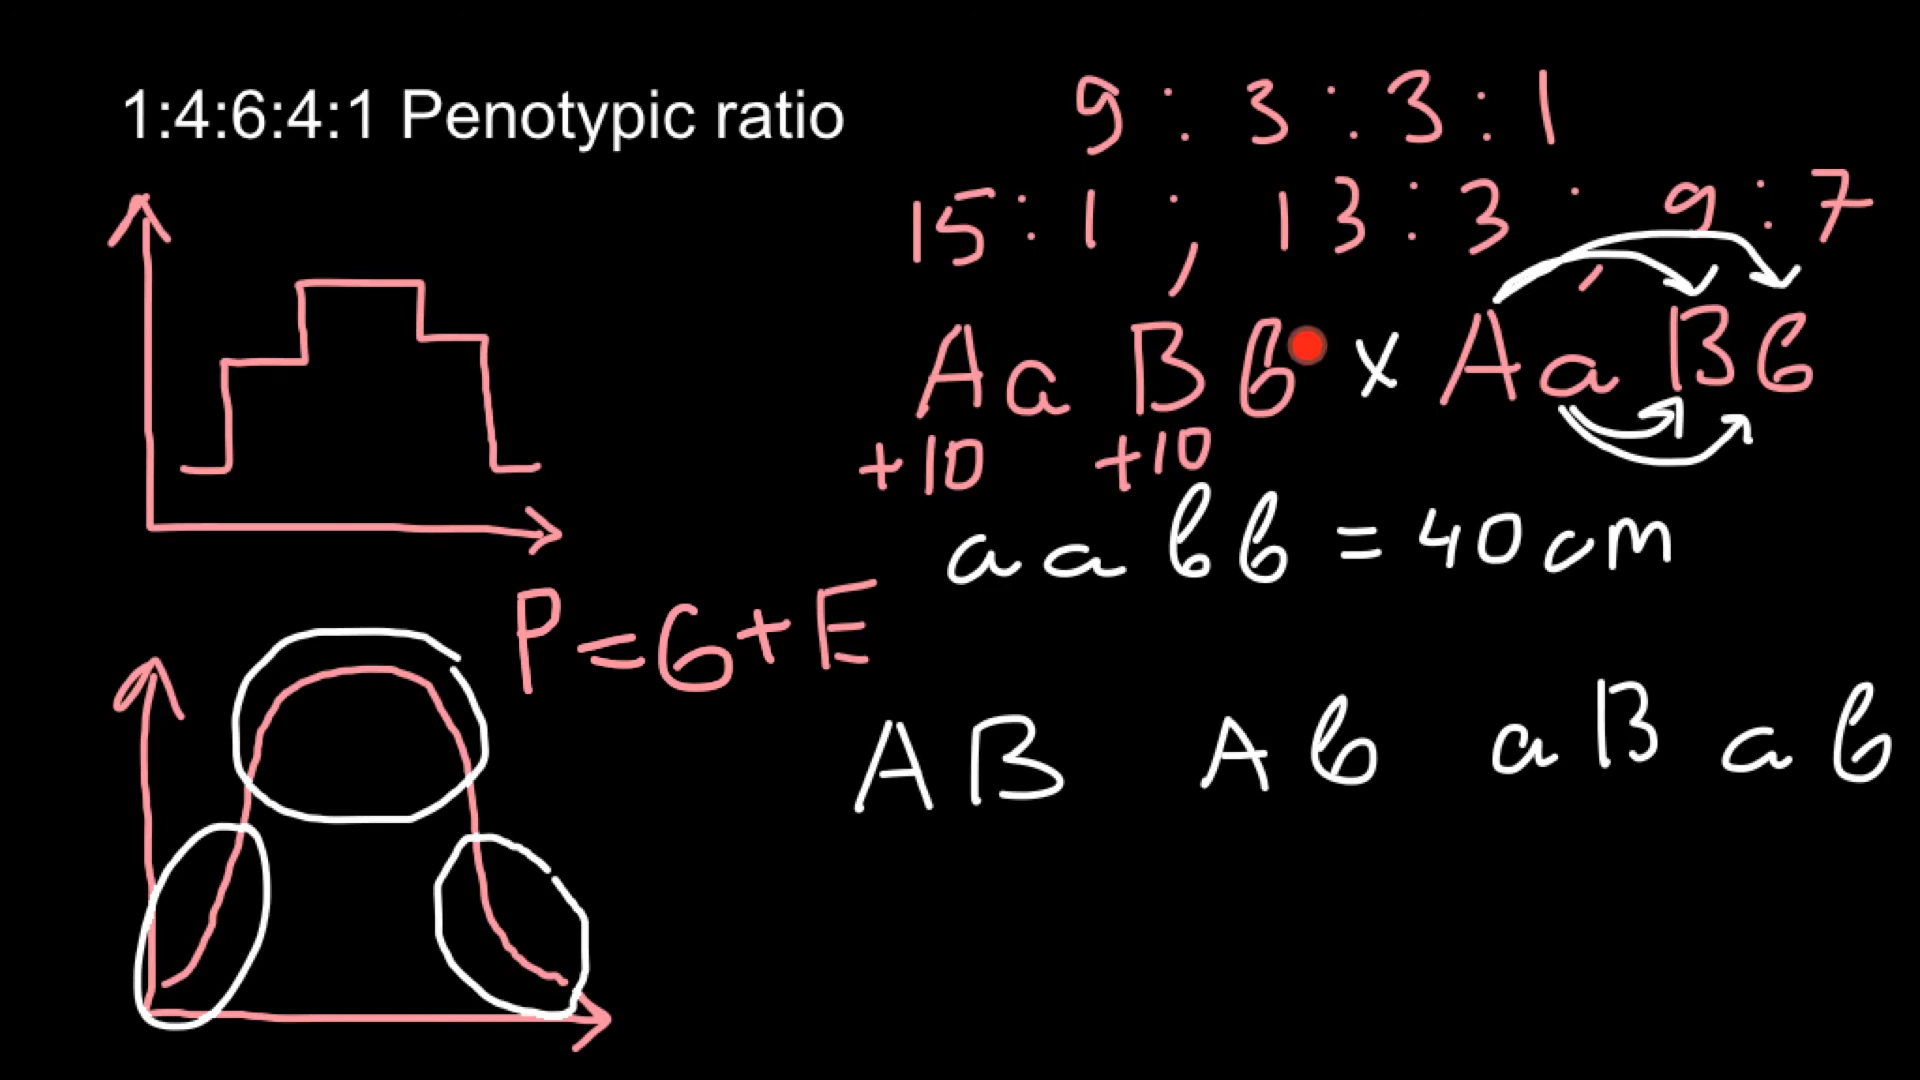 1:4:6:4:1 Penotypic ratio
9 : 3 : 3 : 1
15 : 1 ; 13 : 3 ; 9 : 7
Aa Bb x Aa Bb
+10 +10
aabb = 40cm
P=G+E
AB Ab aB ab